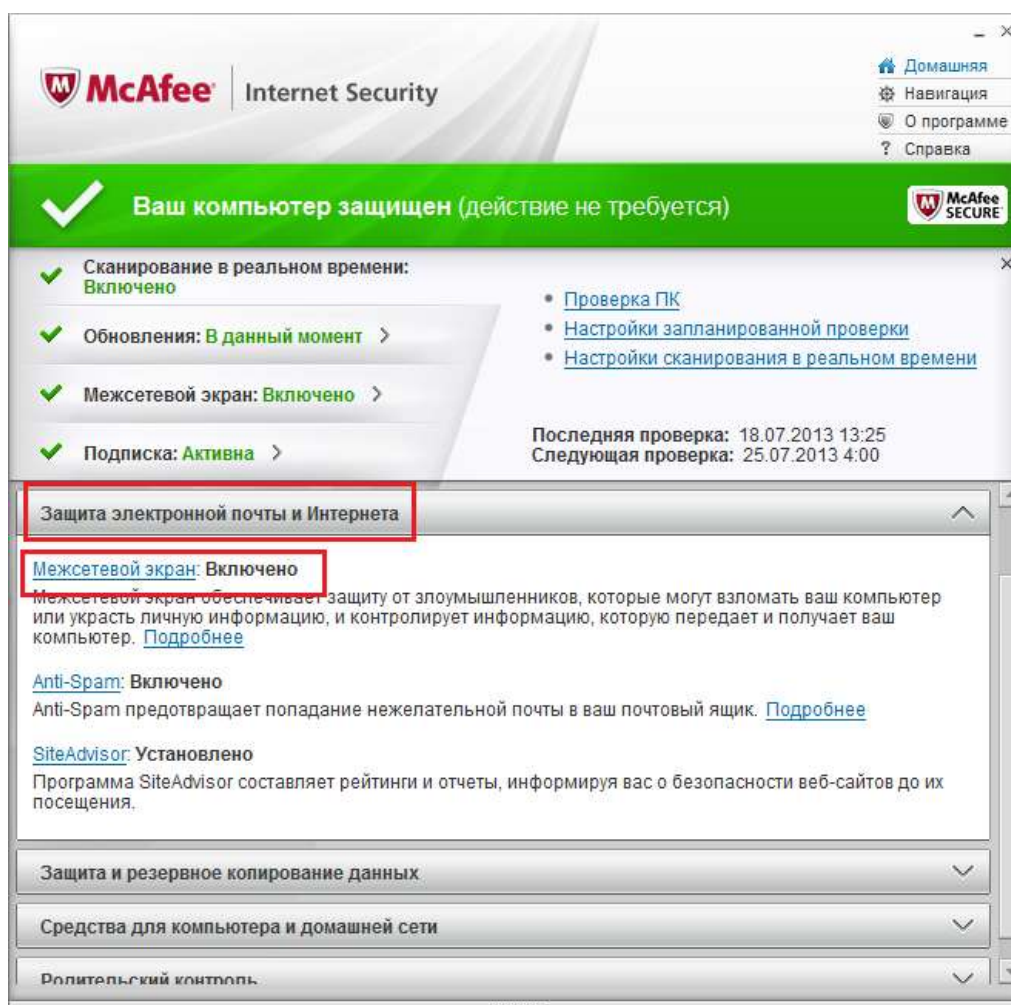 McAfee Internet Security
Домашняя
Навигация
О программе
? Справка
Ваш компьютер защищен (действие не требуется)
McAfee
SECURE
Сканирование в реальном времени:
Включено
Обновления: В данный момент >
Межсетевой экран: Включено >
Подписка: Активна >
• Проверка ПК
• Настройки запланированной проверки
• Настройки сканирования в реальном времени
Последняя проверка: 18.07.2013 13:25
Следующая проверка: 25.07.2013 4:00
Защита электронной почты и Интернета
Межсетевой экран: Включено
Межсетевой экран обеспечивает защиту от злоумышленников, которые могут взломать ваш компьютер
или украсть личную информацию, и контролирует информацию, которую передает и получает ваш
компьютер. Подробнее
Anti-Spam: Включено
Anti-Spam предотвращает попадание нежелательной почты в ваш почтовый ящик. Подробнее
SiteAdvisor: Установлено
Программа SiteAdvisor составляет рейтинги и отчеты, информируя вас о безопасности веб-сайтов до их
посещения.
Защита и резервное копирование данных
Средства для компьютера и домашней сети
Родительский контроль